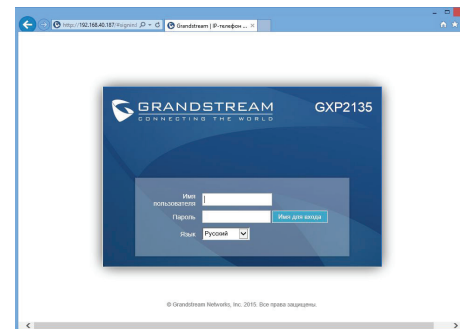 http://192.168.40.187/#signin
Grandstream | IP-телефон ...
GRANDSTREAM
CONNECTING THE WORLD
GXP2135
Имя
пользователя
Пароль
Имя для входа
Язык
Русский
© Grandstream Networks, Inc. 2015. Все права защищены.